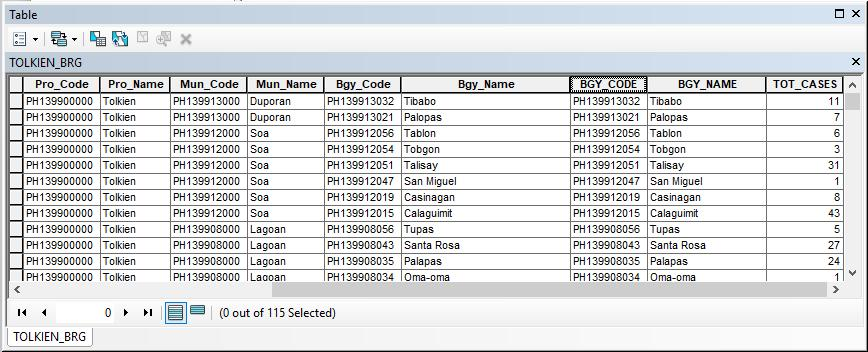 Table
TOLKIEN_BRG
Pro_Code Pro_Name Mun_Code Mun_Name Bgy_Code Bgy_Name BGY_CODE BGY_NAME TOT_CASES
PH139900000 Tolkien PH139913000 Duporan PH139913032 Tibabo PH139913032 Tibabo 11
PH139900000 Tolkien PH139913000 Duporan PH139913021 Palopas PH139913021 Palopas 7
PH139900000 Tolkien PH139912000 Soa PH139912056 Tablon PH139912056 Tablon 6
PH139900000 Tolkien PH139912000 Soa PH139912054 Tobgon PH139912054 Tobgon 3
PH139900000 Tolkien PH139912000 Soa PH139912051 Talisay PH139912051 Talisay 31
PH139900000 Tolkien PH139912000 Soa PH139912047 San Miguel PH139912047 San Miguel 1
PH139900000 Tolkien PH139912000 Soa PH139912019 Casinagan PH139912019 Casinagan 8
PH139900000 Tolkien PH139912000 Soa PH139912015 Calaguimit PH139912015 Calaguimit 43
PH139900000 Tolkien PH139908000 Lagoan PH139908056 Tupas PH139908056 Tupas 5
PH139900000 Tolkien PH139908000 Lagoan PH139908043 Santa Rosa PH139908043 Santa Rosa 27
PH139900000 Tolkien PH139908000 Lagoan PH139908035 Palapas PH139908035 Palapas 24
PH139900000 Tolkien PH139908000 Lagoan PH139908034 Oma-oma PH139908034 Oma-oma 1
0 (0 out of 115 Selected)
TOLKIEN_BRG